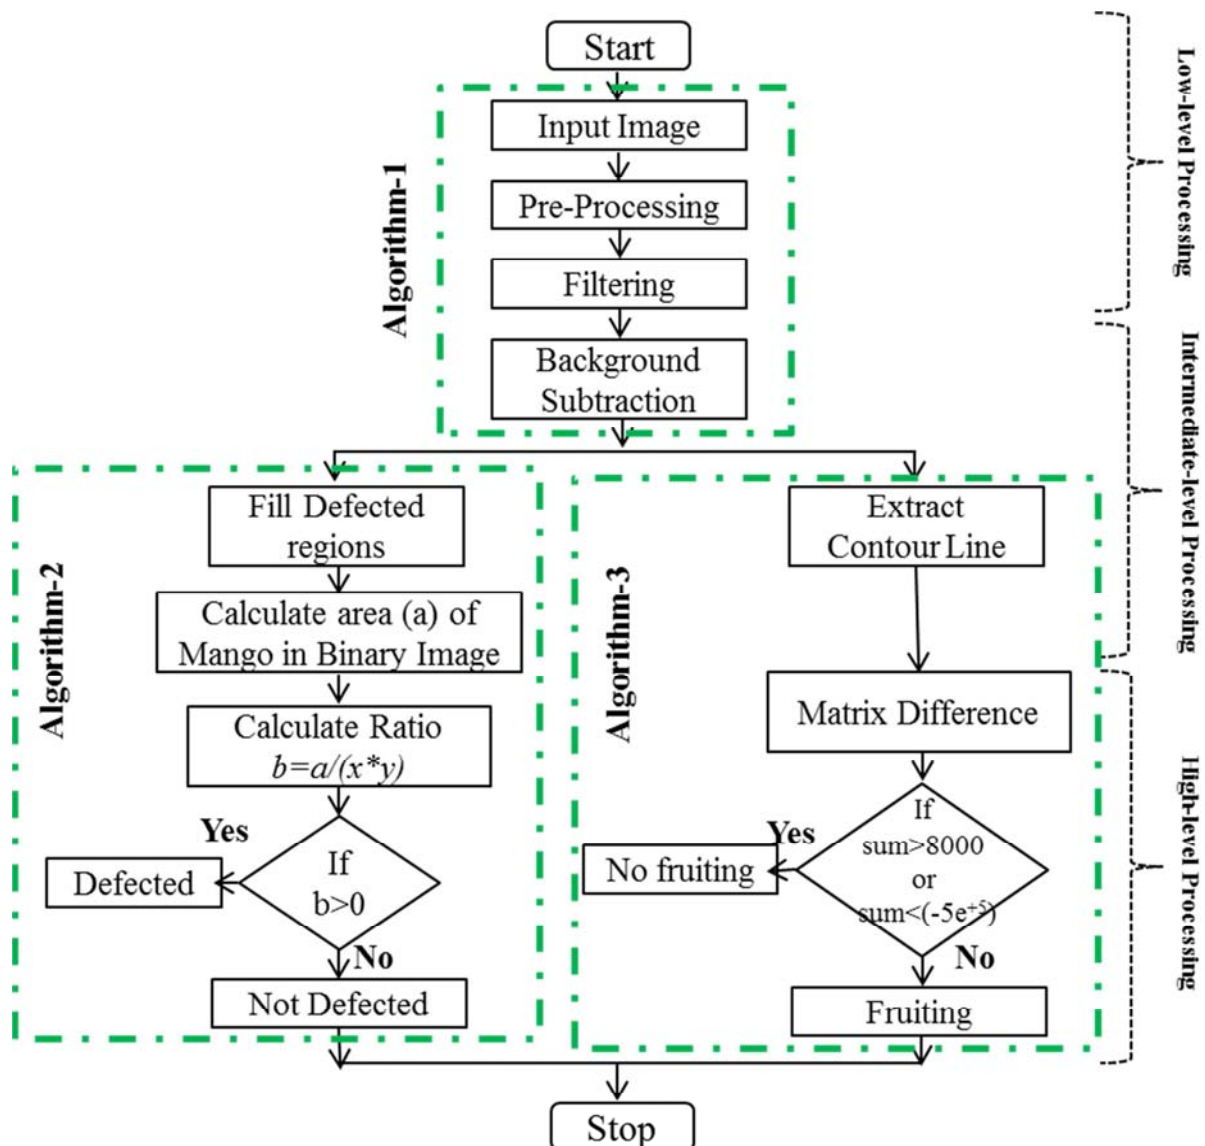 Start
Input Image
Pre-Processing
Filtering
Background
Subtraction
Algorithm-1
Low-level Processing
Intermediate-level Processing
High-level Processing
Algorithm-2
Fill Defected
regions
Calculate area (a) of
Mango in Binary Image
Calculate Ratio
b=a/(x*y)
If
b>0
Yes
Defected
No
Not Defected
Algorithm-3
Extract
Contour Line
Matrix Difference
If
sum>8000
or
sum<(-5e+5)
Yes
No fruiting
No
Fruiting
Stop